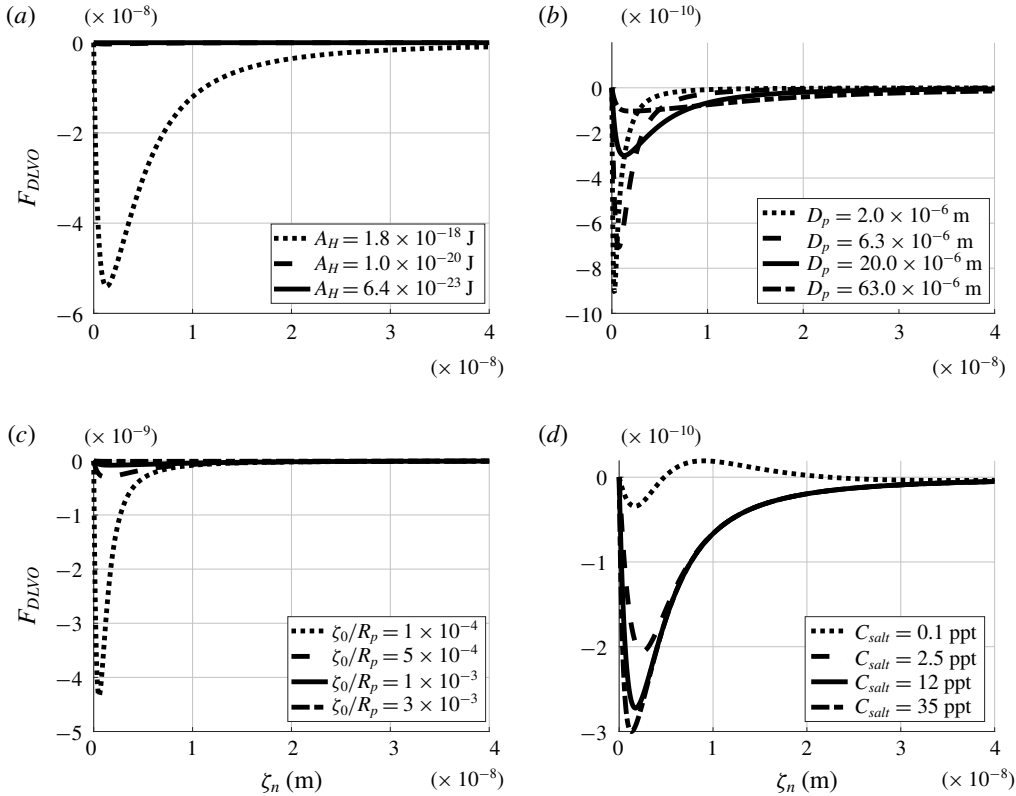 (a) (× 10⁻⁸)
0
−2
−4
−6
F_DLVO
A_H = 1.8 × 10⁻¹⁸ J
A_H = 1.0 × 10⁻²⁰ J
A_H = 6.4 × 10⁻²³ J
0 1 2 3 4
(× 10⁻⁸)
(b) (× 10⁻¹⁰)
0
−2
−4
−6
−8
−10
D_p = 2.0 × 10⁻⁶ m
D_p = 6.3 × 10⁻⁶ m
D_p = 20.0 × 10⁻⁶ m
D_p = 63.0 × 10⁻⁶ m
0 1 2 3 4
(× 10⁻⁸)
(c) (× 10⁻⁹)
0
−1
−2
−3
−4
−5
F_DLVO
ζ₀/R_p = 1 × 10⁻⁴
ζ₀/R_p = 5 × 10⁻⁴
ζ₀/R_p = 1 × 10⁻³
ζ₀/R_p = 3 × 10⁻³
0 1 2 3 4
ζ_n (m) (× 10⁻⁸)
(d) (× 10⁻¹⁰)
0
−1
−2
−3
C_salt = 0.1 ppt
C_salt = 2.5 ppt
C_salt = 12 ppt
C_salt = 35 ppt
0 1 2 3 4
ζ_n (m) (× 10⁻⁸)